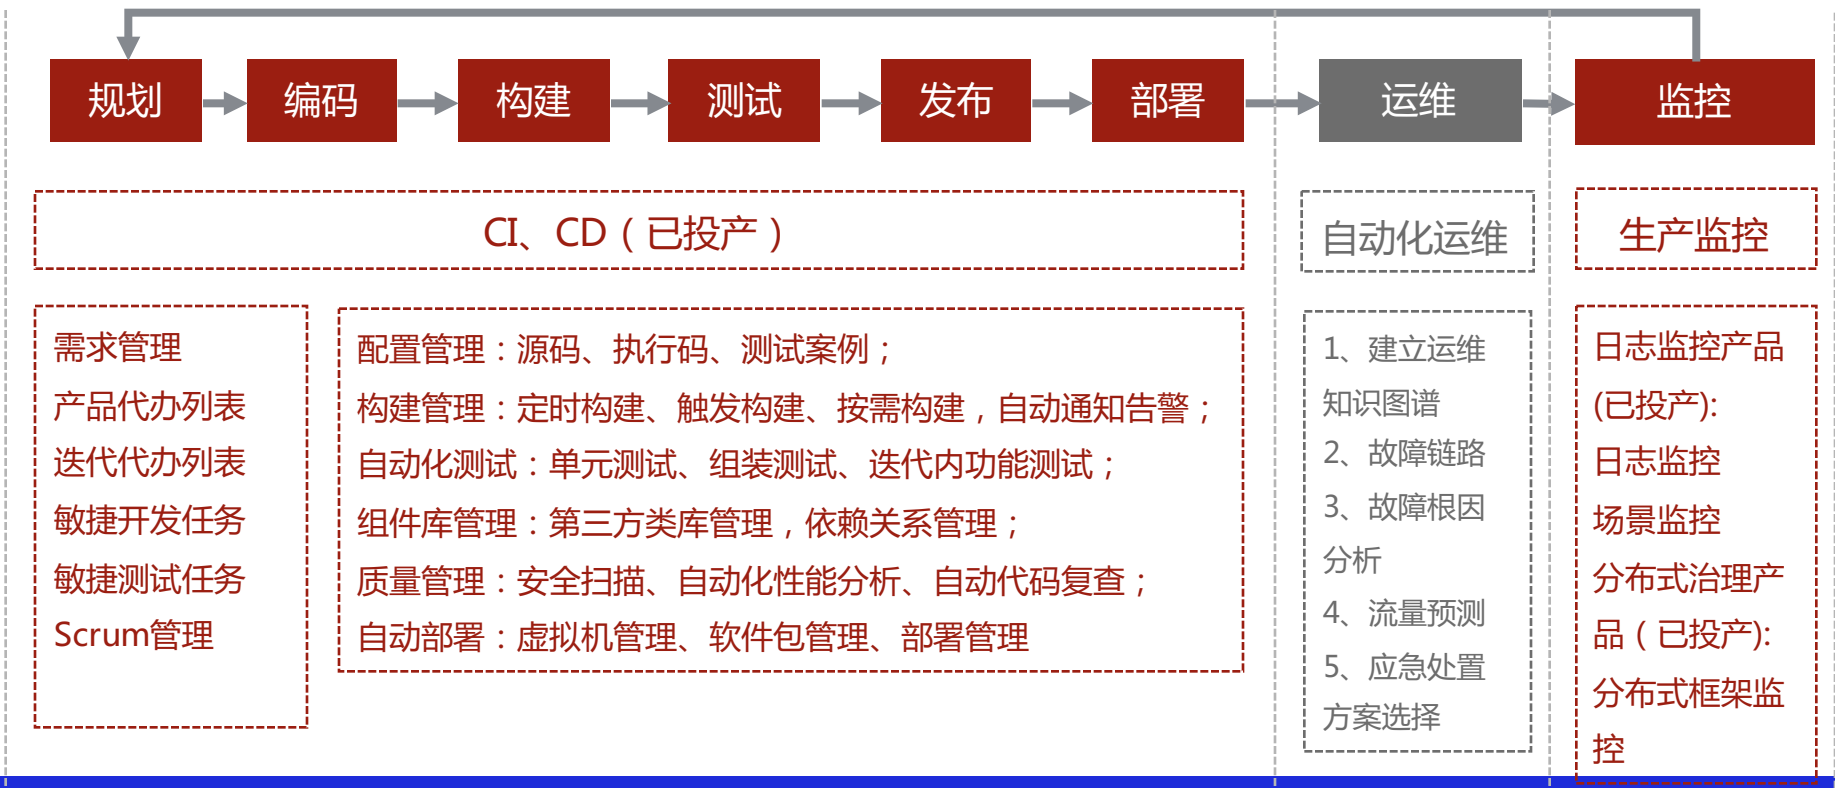 规划
编码
构建
测试
发布
部署
运维
监控
CI、CD（已投产）
自动化运维
生产监控
需求管理
产品代办列表
迭代代办列表
敏捷开发任务
敏捷测试任务
Scrum管理
配置管理：源码、执行码、测试案例；
构建管理：定时构建、触发构建、按需构建，自动通知告警；
自动化测试：单元测试、组装测试、迭代内功能测试；
组件库管理：第三方类库管理，依赖关系管理；
质量管理：安全扫描、自动化性能分析、自动代码复查；
自动部署：虚拟机管理、软件包管理、部署管理
1、建立运维
知识图谱
2、故障链路
3、故障根因
分析
4、流量预测
5、应急处置
方案选择
日志监控产品
(已投产):
日志监控
场景监控
分布式治理产
品（已投产):
分布式框架监
控